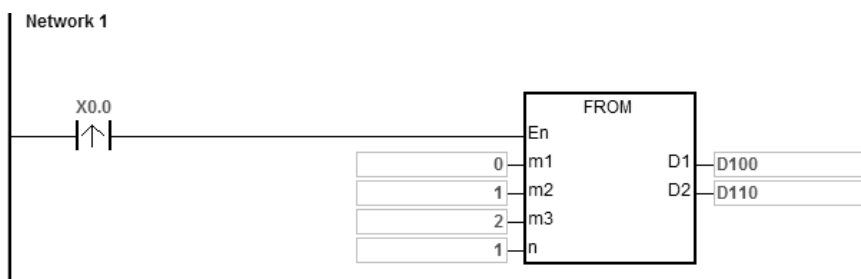 Network 1
X0.0
FROM
En
0 m1 D1 D100
1 m2 D2 D110
2 m3
1 n